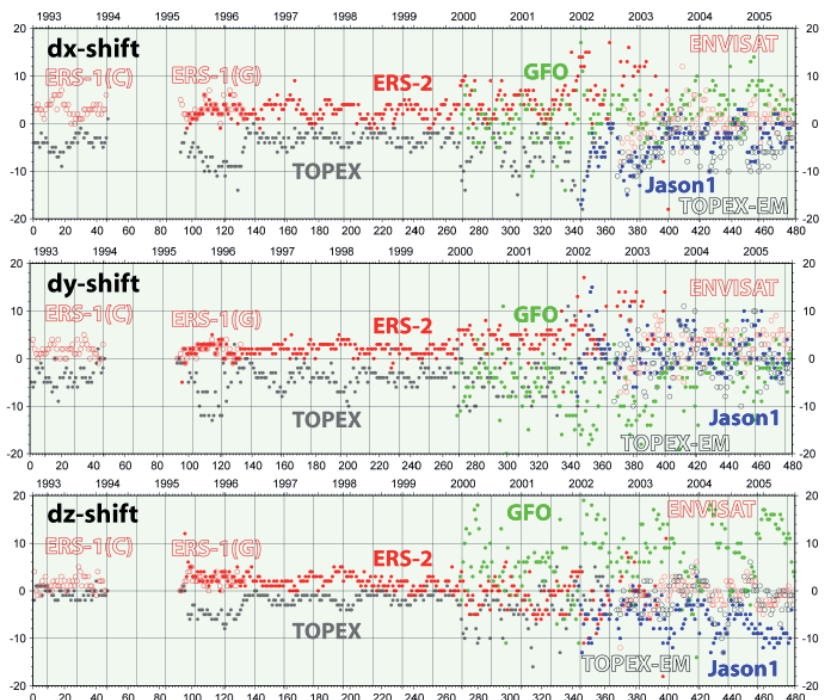 1993 1994 1995 1996 1997 1998 1999 2000 2001 2002 2003 2004 2005
20 dx-shift ENVISAT 20
ERS-1(C) ERS-1(G) ERS-2 GFO
10 10
0 0
TOPEX
-10 Jason1 -10
TOPEX-EM
-20 -20
0 20 40 60 80 100 120 140 160 180 200 220 240 260 280 300 320 340 360 380 400 420 440 460 480
1993 1994 1995 1996 1997 1998 1999 2000 2001 2002 2003 2004 2005
20 dy-shift ENVISAT 20
ERS-1(C) ERS-1(G) ERS-2 GFO
10 10
0 0
-10 TOPEX Jason1 -10
TOPEX-EM
-20 -20
0 20 40 60 80 100 120 140 160 180 200 220 240 260 280 300 320 340 360 380 400 420 440 460 480
1993 1994 1995 1996 1997 1998 1999 2000 2001 2002 2003 2004 2005
20 dz-shift GFO ENVISAT 20
ERS-1(C) ERS-1(G) ERS-2
10 10
0 0
TOPEX
-10 -10
TOPEX-EM Jason1
-20 -20
0 20 40 60 80 100 120 140 160 180 200 220 240 260 280 300 320 340 360 380 400 420 440 460 480